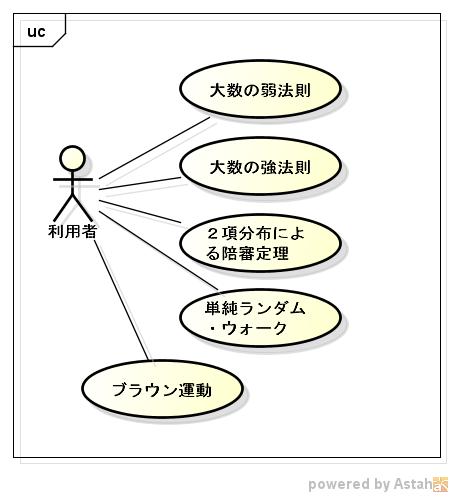 uc
大数の弱法則
大数の強法則
利用者
２項分布によ
る陪審定理
単純ランダム
・ウォーク
ブラウン運動
powered by Astah